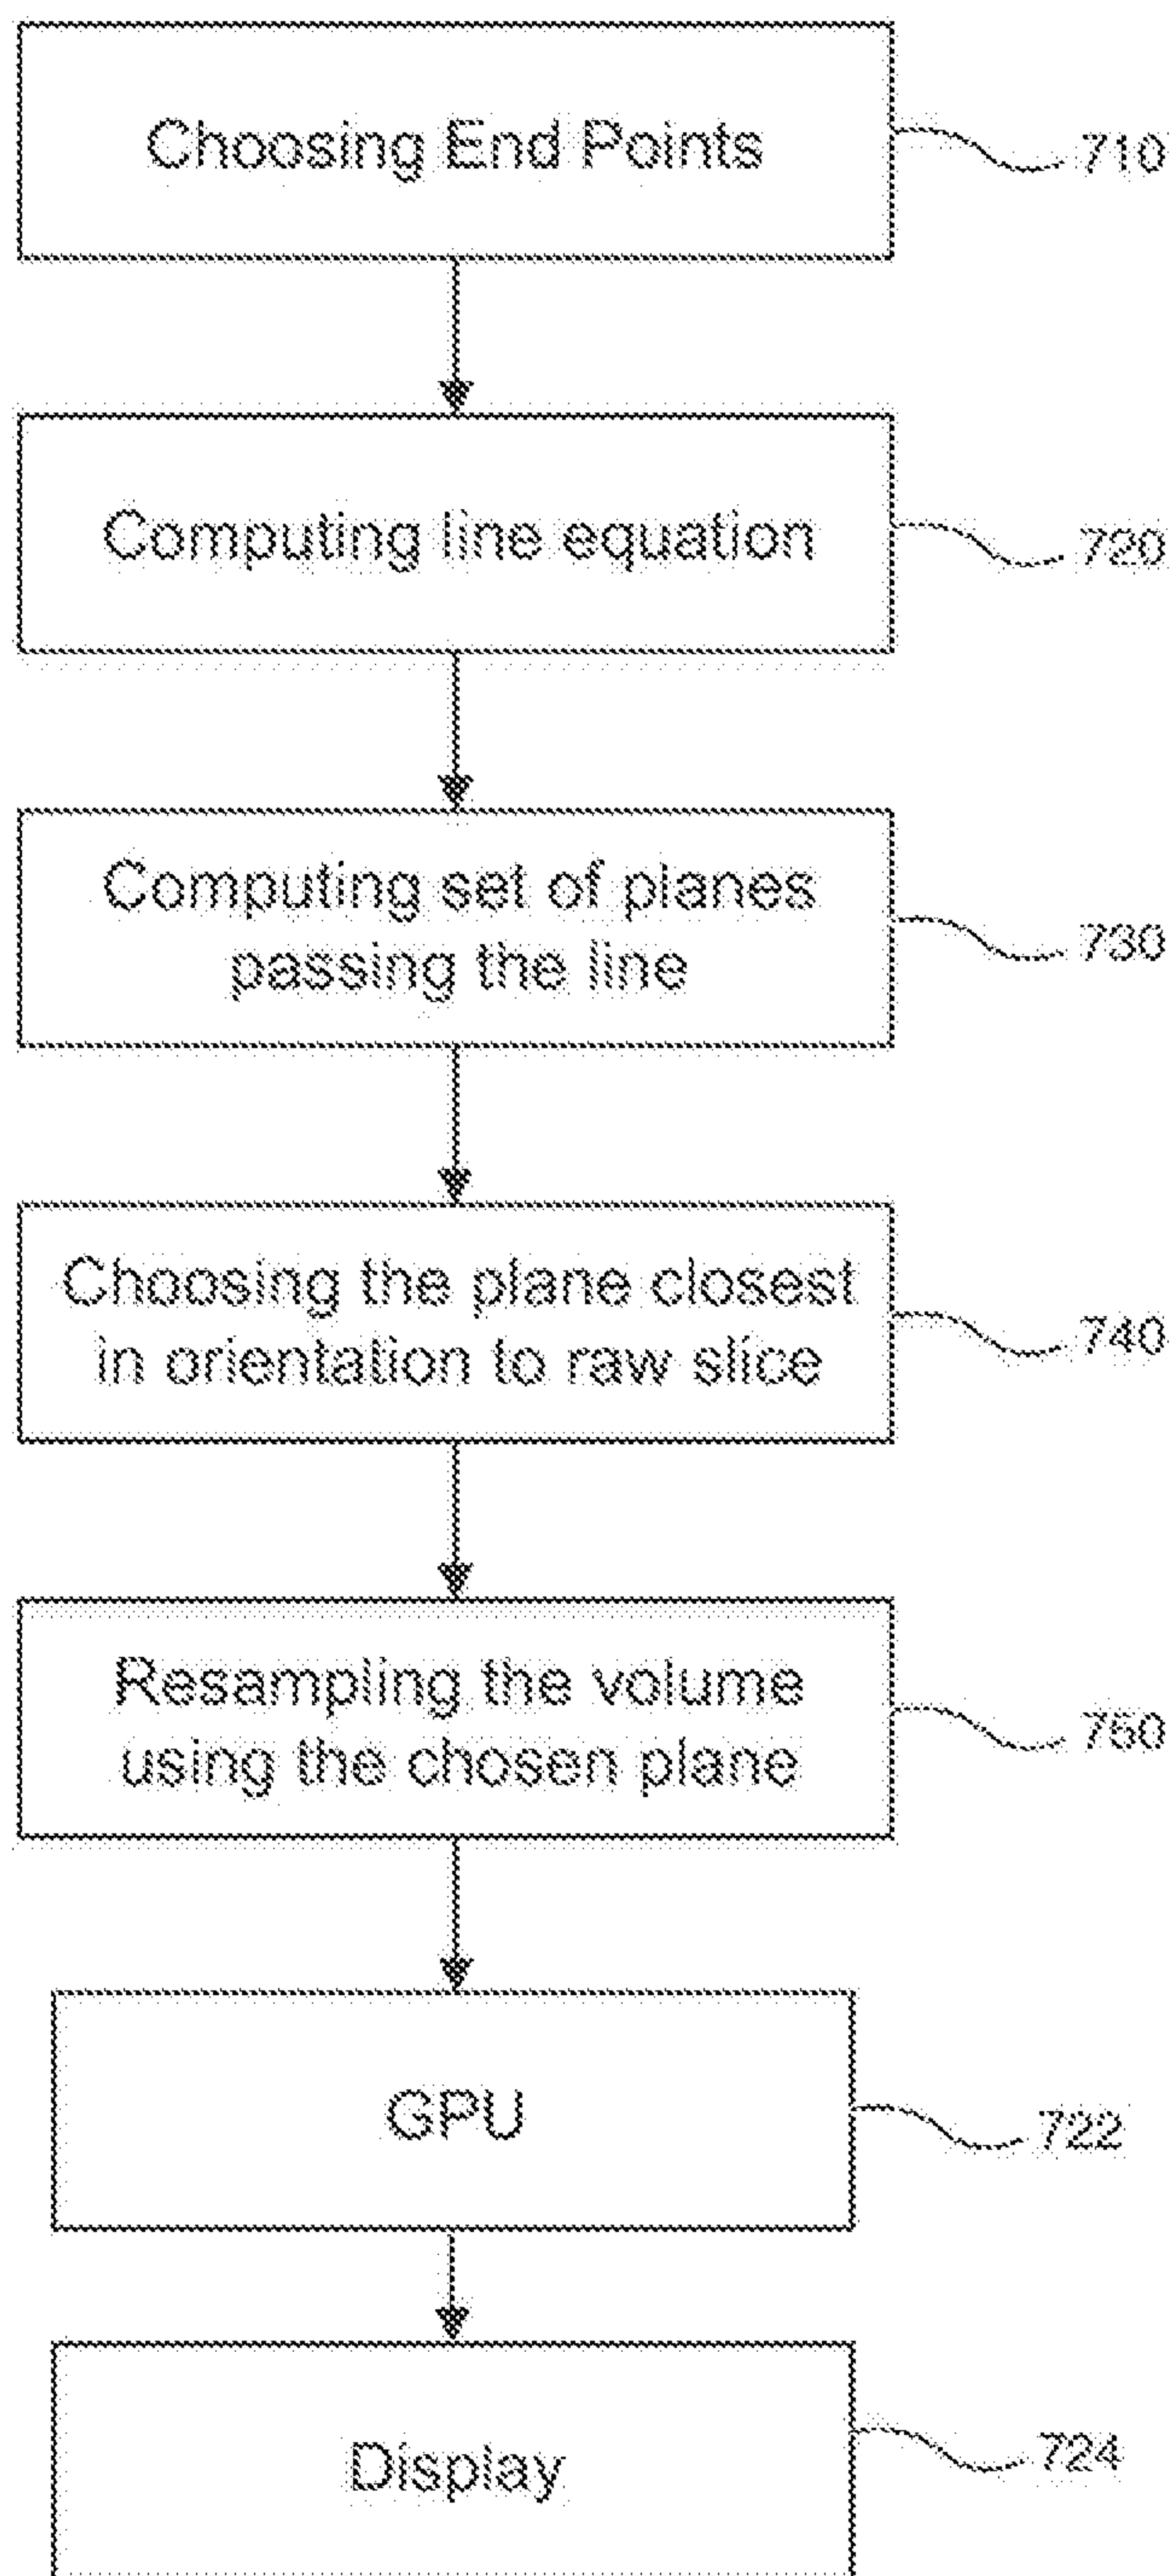 Choosing End Points
710
Computing line equation
720
Computing set of planes
passing the line
730
Choosing the plane closest
in orientation to raw slice
740
Resampling the volume
using the chosen plane
750
GPU
722
Display
724